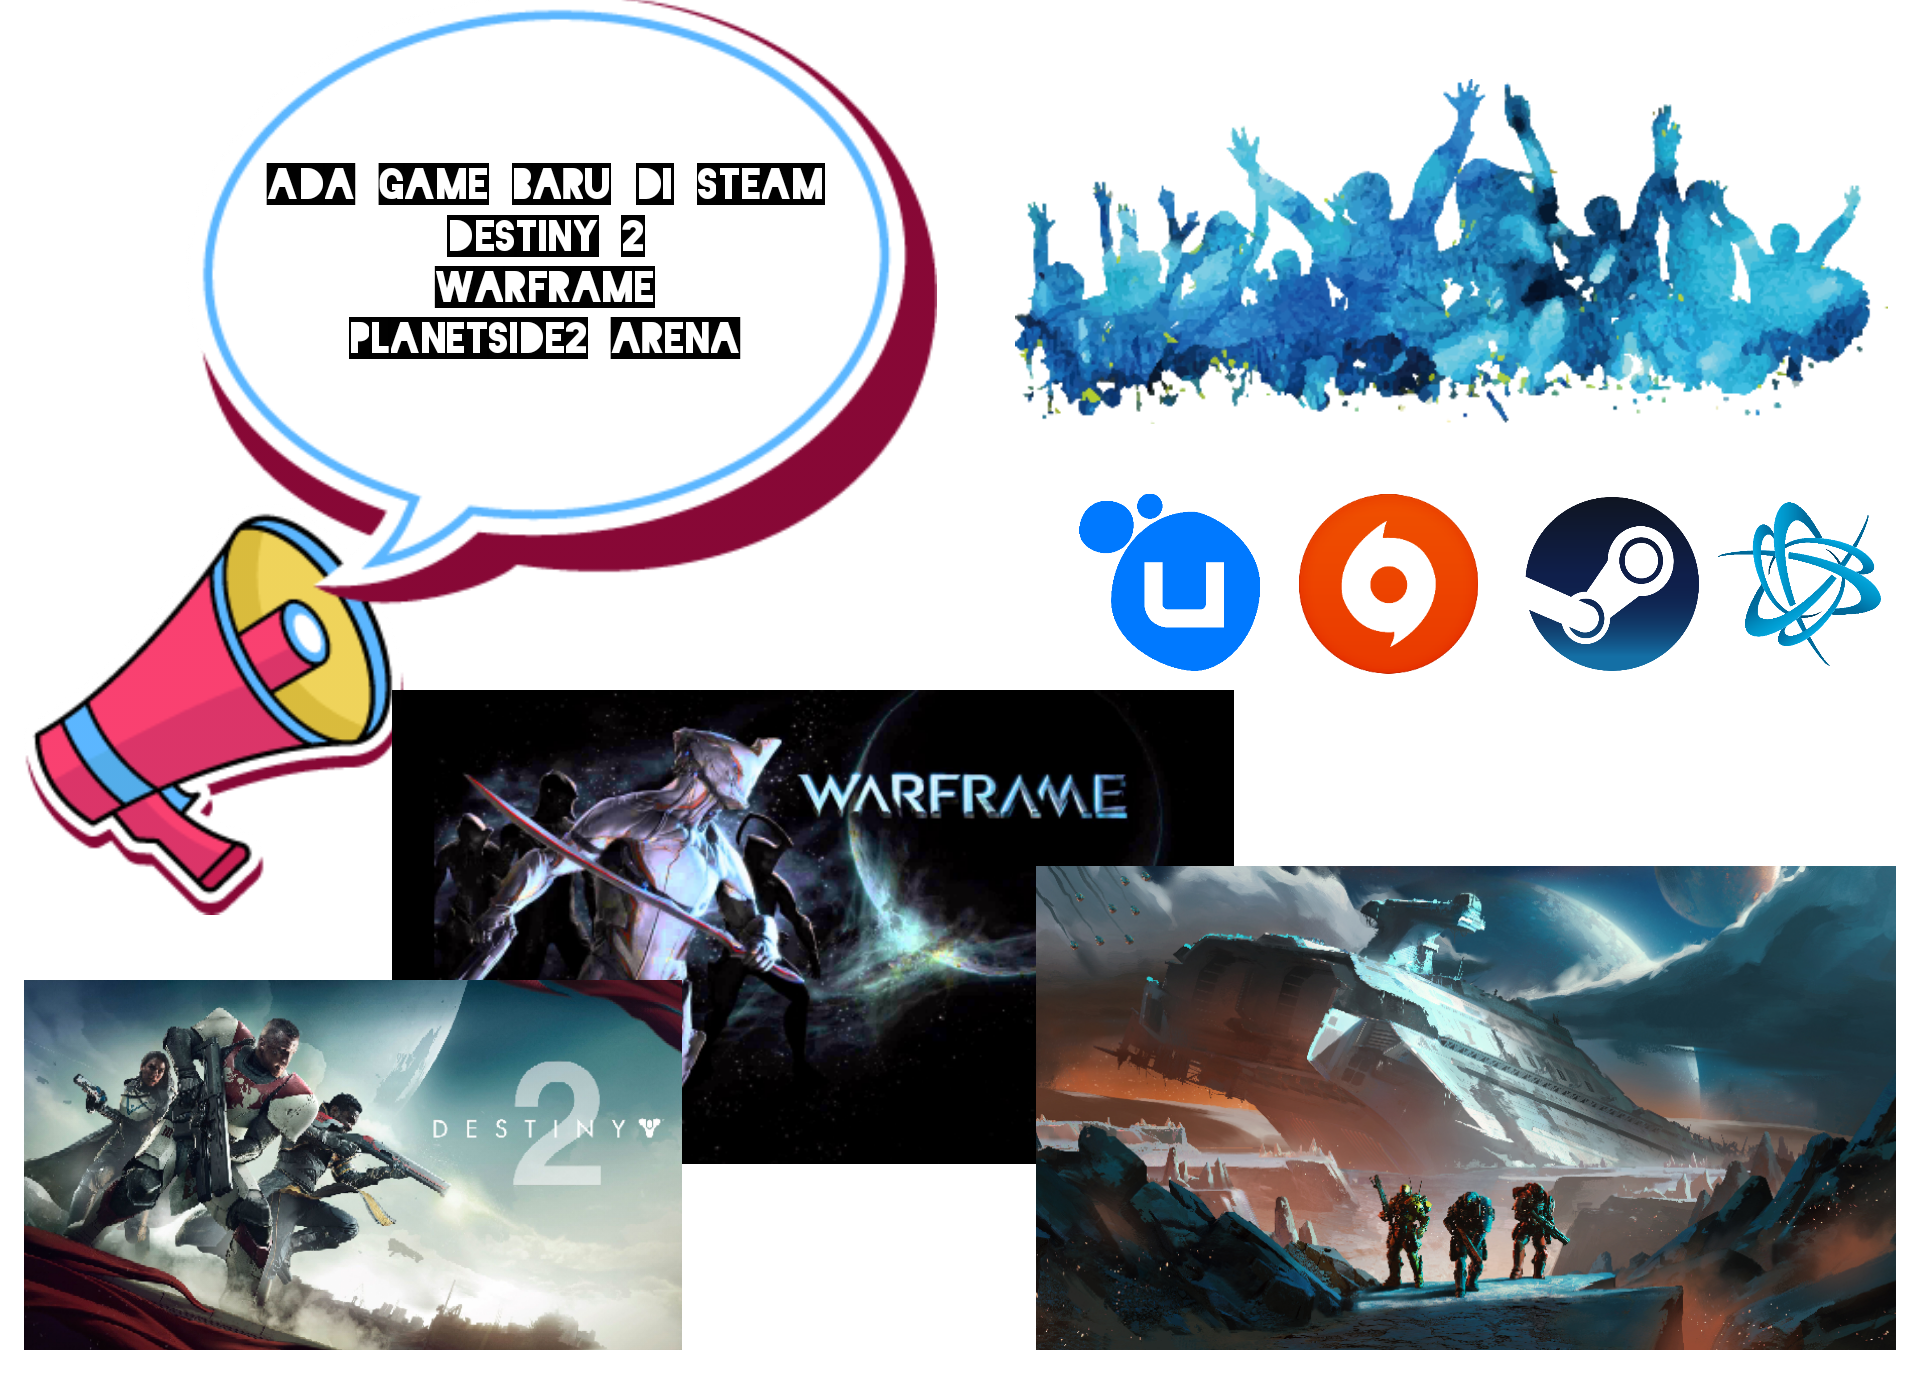 ADA GAME BARU DI STEAM
DESTINY 2
WARFRAME
PLANETSIDE2 ARENA
u
WARFRAME
2
DESTINY